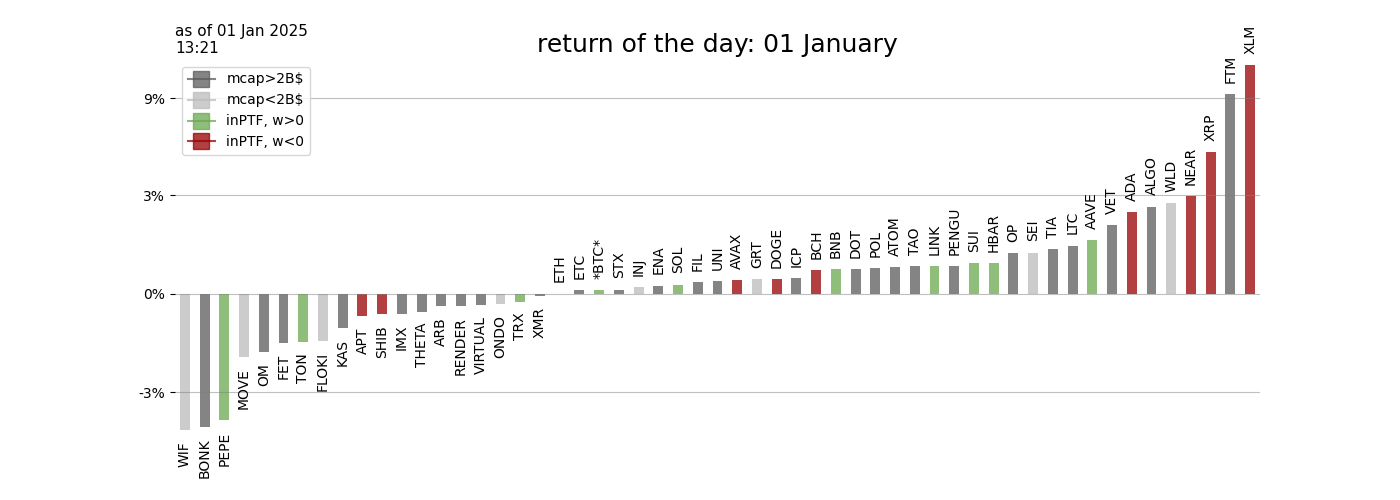 as of 01 Jan 2025
13:21
return of the day: 01 January
mcap>2B$
mcap<2B$
inPTF, w>0
inPTF, w<0
9%
3%
0%
-3%
WIF
BONK
PEPE
MOVE
OM
FET
TON
FLOKI
KAS
APT
SHIB
IMX
THETA
ARB
RENDER
VIRTUAL
ONDO
TRX
XMR
ETH
ETC
*BTC*
STX
INJ
ENA
SOL
FIL
UNI
AVAX
GRT
DOGE
ICP
BCH
BNB
DOT
POL
ATOM
TAO
LINK
PENGU
SUI
HBAR
OP
SEI
TIA
LTC
AAVE
VET
ADA
ALGO
WLD
NEAR
XRP
FTM
XLM